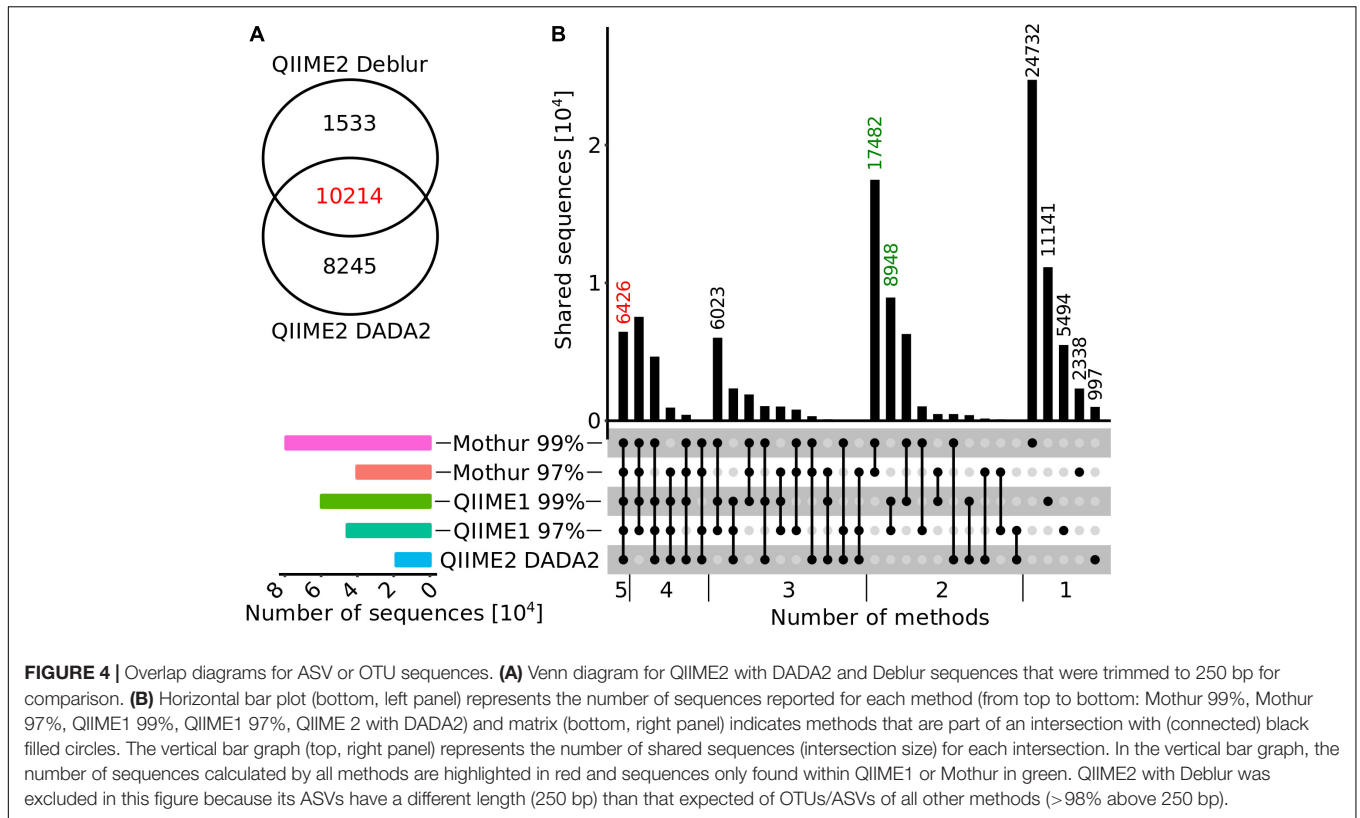 A
QIIME2 Deblur
1533
10214
8245
QIIME2 DADA2
B
Shared sequences [10⁴]
2
1
0
6426
6023
17482
8948
24732
11141
5494
2338
997
Mothur 99%
Mothur 97%
QIIME1 99%
QIIME1 97%
QIIME2 DADA2
8 6 4 2 0
Number of sequences [10⁴]
5 4 3 2 1
Number of methods
FIGURE 4 | Overlap diagrams for ASV or OTU sequences. (A) Venn diagram for QIIME2 with DADA2 and Deblur sequences that were trimmed to 250 bp for
comparison. (B) Horizontal bar plot (bottom, left panel) represents the number of sequences reported for each method (from top to bottom: Mothur 99%, Mothur
97%, QIIME1 99%, QIIME1 97%, QIIME 2 with DADA2) and matrix (bottom, right panel) indicates methods that are part of an intersection with (connected) black
filled circles. The vertical bar graph (top, right panel) represents the number of shared sequences (intersection size) for each intersection. In the vertical bar graph, the
number of sequences calculated by all methods are highlighted in red and sequences only found within QIIME1 or Mothur in green. QIIME2 with Deblur was
excluded in this figure because its ASVs have a different length (250 bp) than that expected of OTUs/ASVs of all other methods (>98% above 250 bp).